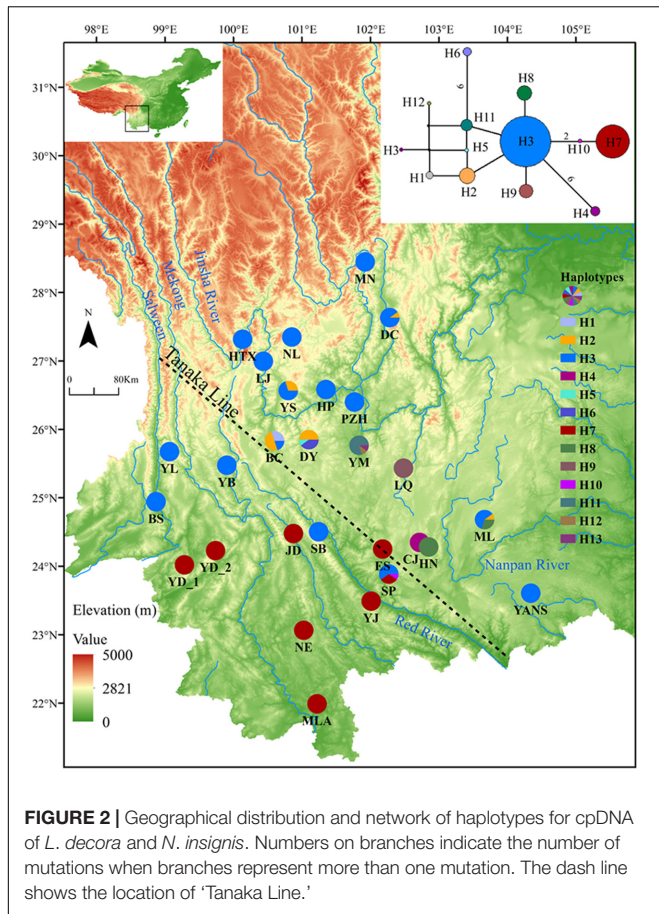 98°E 99°E 100°E 101°E 102°E 103°E 104°E 105°E
31°N
30°N
29°N
28°N
27°N
26°N
25°N
24°N
23°N
22°N
H6
H12
H11
H3
H5
H1
H2
H8
H3
H9
H10
H7
H4
6
2
6
Salween
Mekong
Jinsha River
N
0 80Km
Tanaka Line
MN
DC
HTX
NL
LJ
YS
HP
PZH
BC
DY
YM
LQ
YL
YB
BS
JD
SB
ES
CJ
HN
ML
YD_1
YD_2
SP
YJ
NE
MLA
YANS
Nanpan River
Red River
Haplotypes
H1
H2
H3
H4
H5
H6
H7
H8
H9
H10
H11
H12
H13
Elevation (m)
Value
5000
2821
0
FIGURE 2 | Geographical distribution and network of haplotypes for cpDNA
of L. decora and N. insignis. Numbers on branches indicate the number of
mutations when branches represent more than one mutation. The dash line
shows the location of ‘Tanaka Line.’